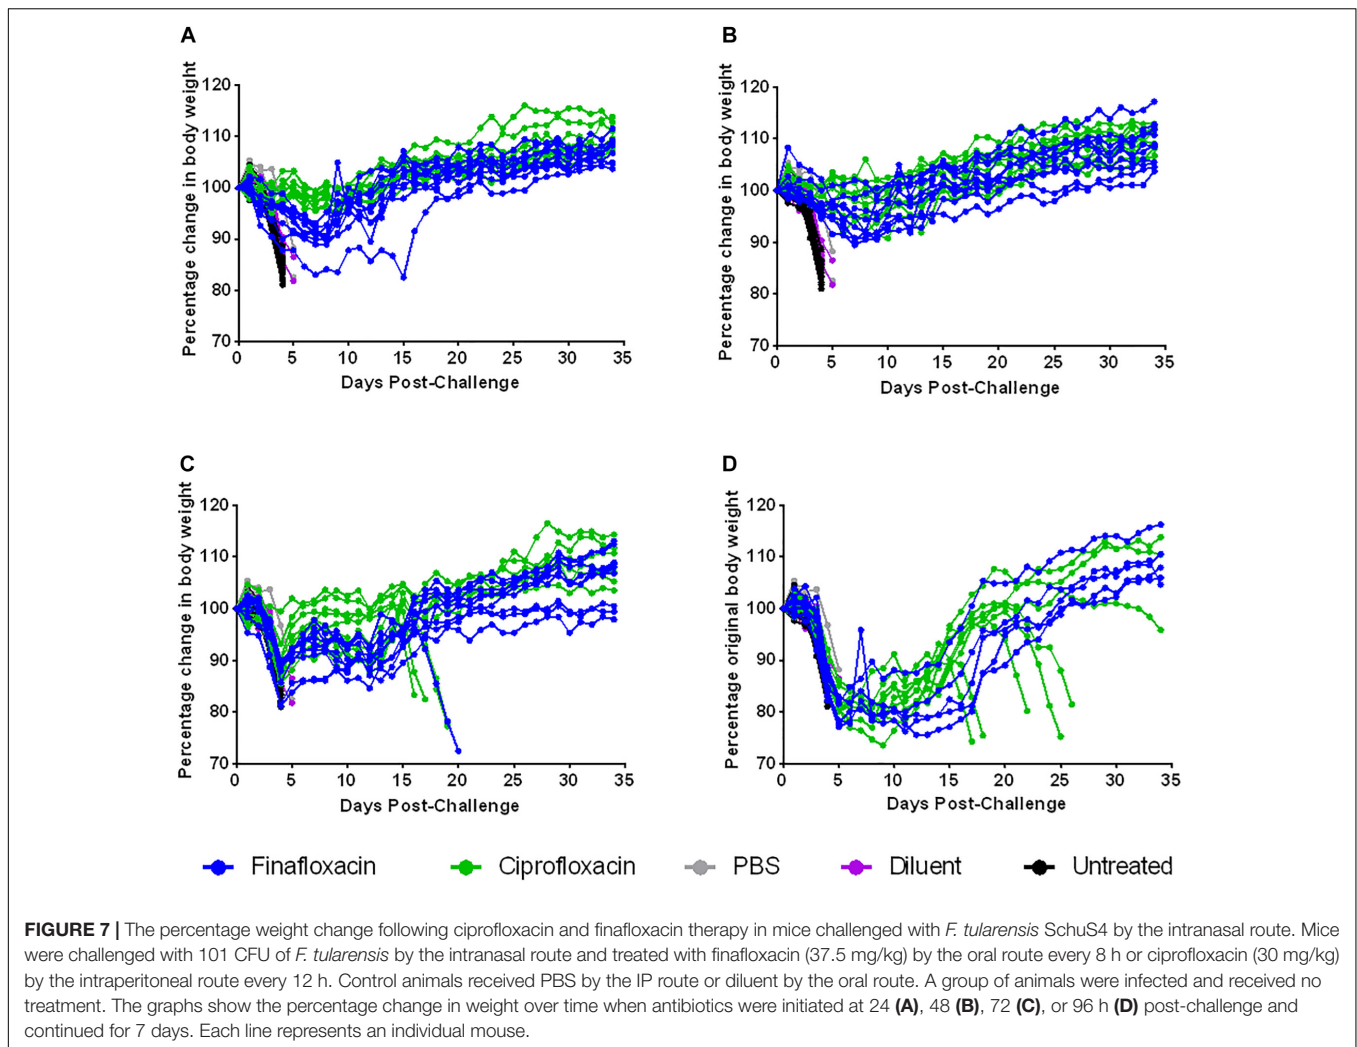 A
Percentage change in body weight
120
110
100
90
80
70
0 5 10 15 20 25 30 35
Days Post-Challenge
B
Percentage change in body weight
120
110
100
90
80
70
0 5 10 15 20 25 30 35
Days Post-Challenge
C
Percentage change in body weight
120
110
100
90
80
70
0 5 10 15 20 25 30 35
Days Post-Challenge
D
Percentage original body weight
120
110
100
90
80
70
0 5 10 15 20 25 30 35
Days Post-Challenge
Finafloxacin Ciprofloxacin PBS Diluent Untreated
FIGURE 7 | The percentage weight change following ciprofloxacin and finafloxacin therapy in mice challenged with F. tularensis SchuS4 by the intranasal route. Mice
were challenged with 101 CFU of F. tularensis by the intranasal route and treated with finafloxacin (37.5 mg/kg) by the oral route every 8 h or ciprofloxacin (30 mg/kg)
by the intraperitoneal route every 12 h. Control animals received PBS by the IP route or diluent by the oral route. A group of animals were infected and received no
treatment. The graphs show the percentage change in weight over time when antibiotics were initiated at 24 (A), 48 (B), 72 (C), or 96 h (D) post-challenge and
continued for 7 days. Each line represents an individual mouse.